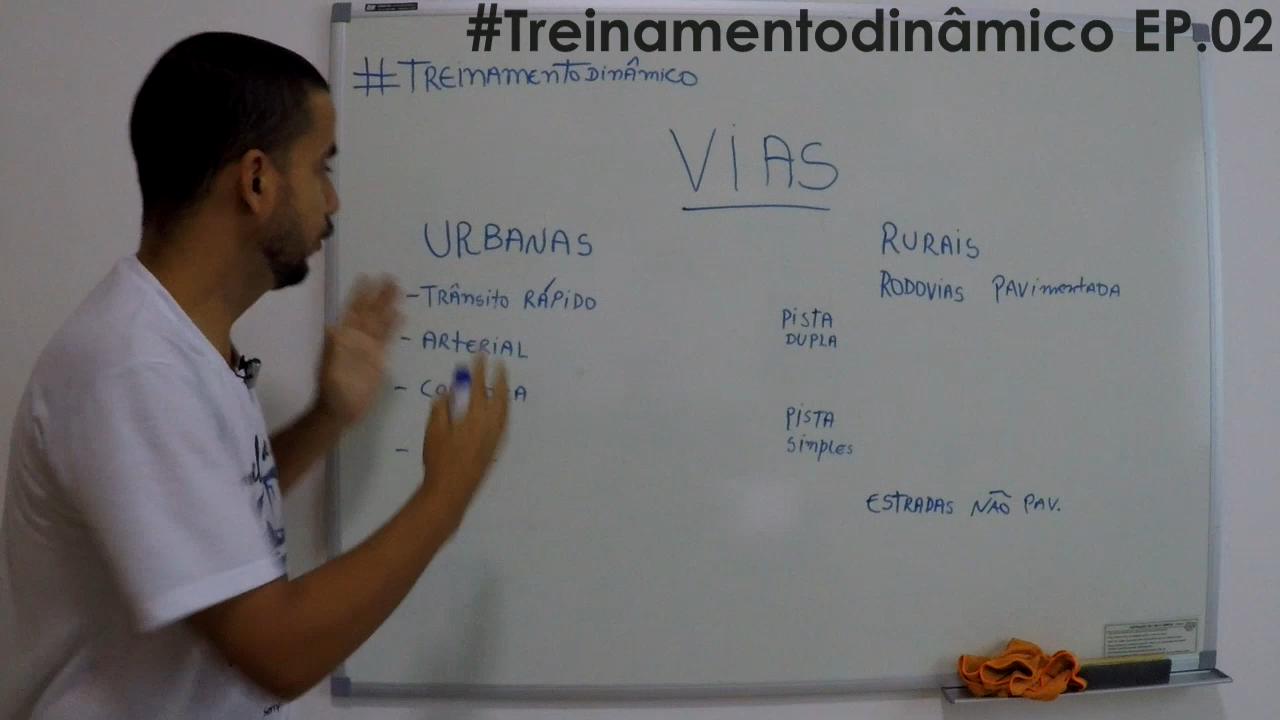 #Treinamentodinâmico EP.02
#TREINAMENTODINÂMICO
VIAS
URBANAS
- TRÂNSITO RÁPIDO
- ARTERIAL
-
-
RURAIS
RODOVIAS PAVIMENTADA
PISTA
DUPLA
PISTA
SIMPLES
ESTRADAS NÃO PAV.